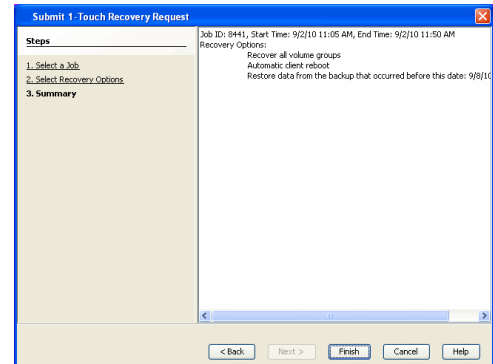 Submit 1-Touch Recovery Request
Steps
1. Select a Job
2. Select Recovery Options
3. Summary
Job ID: 8441, Start Time: 9/2/10 11:05 AM, End Time: 9/2/10 11:50 AM
Recovery Options:
Recover all volume groups
Automatic client reboot
Restore data from the backup that occurred before this date: 9/8/10
< Back Next > Finish Cancel Help